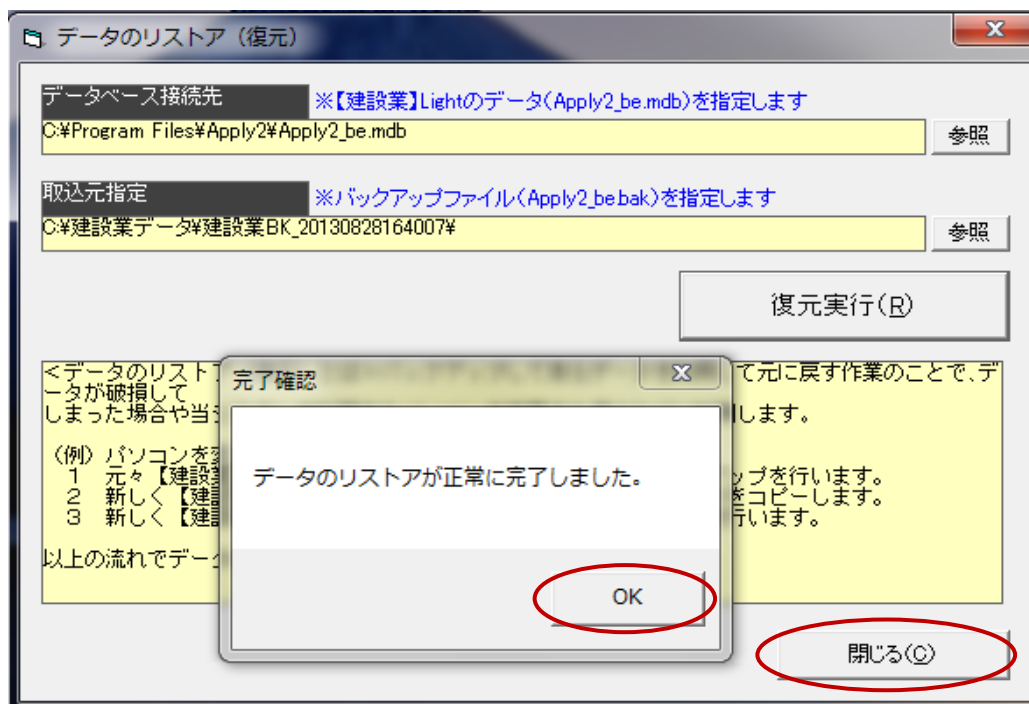 データのリストア（復元）
データベース接続先
※【建設業】Lightのデータ(Apply2_be.mdb)を指定します
C:¥Program Files¥Apply2¥Apply2_be.mdb
参照
取込元指定
※バックアップファイル(Apply2_be.bak)を指定します
C:¥建設業データ¥建設業BK_20130828164007¥
参照
復元実行(R)
＜データのリスト
て元に戻す作業のことで、デ
ータが破損して
しまった場合や当
します。
（例） パソコンを
1 元々【建設
ップを行います。
2 新しく【建
をコピーします。
3 新しく【建
行います。
以上の流れでデー
完了確認
データのリストアが正常に完了しました。
OK
閉じる(C)